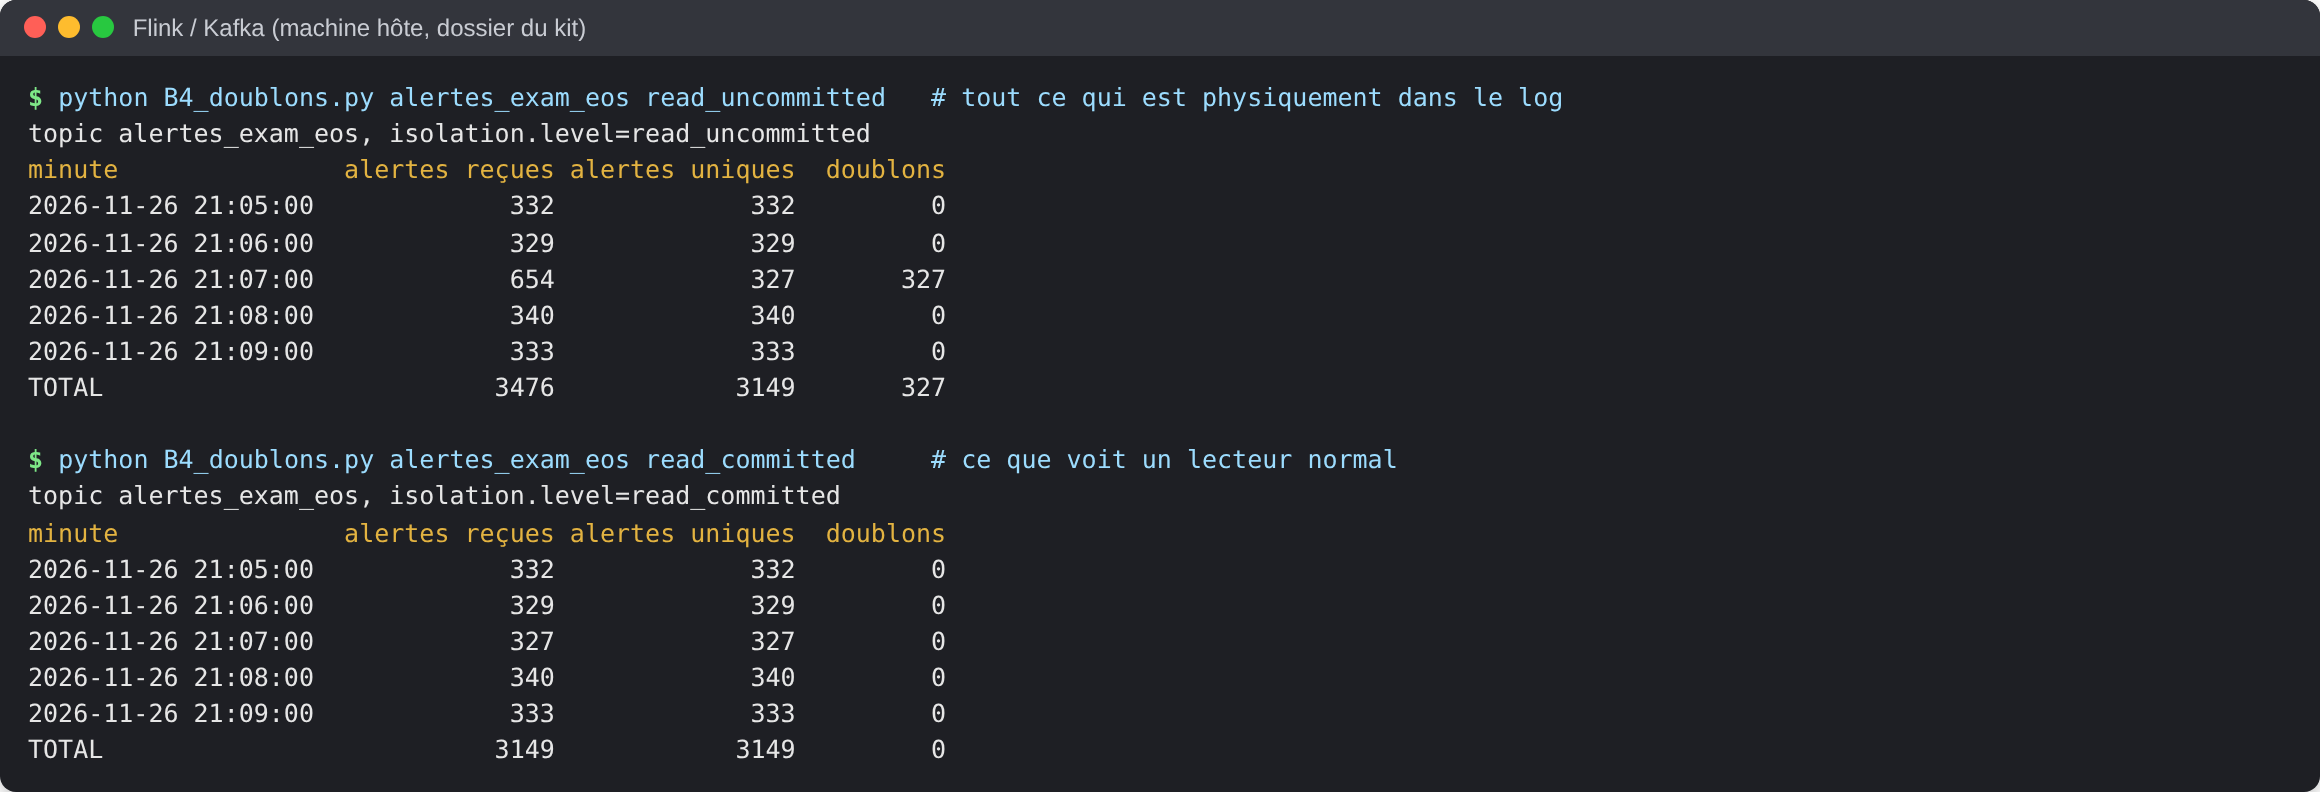 Flink / Kafka (machine hôte, dossier du kit)
$ python B4_doublons.py alertes_exam_eos read_uncommitted   # tout ce qui est physiquement dans le log
topic alertes_exam_eos, isolation.level=read_uncommitted
minute               alertes reçues alertes uniques  doublons
2026-11-26 21:05:00             332             332         0
2026-11-26 21:06:00             329             329         0
2026-11-26 21:07:00             654             327       327
2026-11-26 21:08:00             340             340         0
2026-11-26 21:09:00             333             333         0
TOTAL                          3476            3149       327
$ python B4_doublons.py alertes_exam_eos read_committed     # ce que voit un lecteur normal
topic alertes_exam_eos, isolation.level=read_committed
minute               alertes reçues alertes uniques  doublons
2026-11-26 21:05:00             332             332         0
2026-11-26 21:06:00             329             329         0
2026-11-26 21:07:00             327             327         0
2026-11-26 21:08:00             340             340         0
2026-11-26 21:09:00             333             333         0
TOTAL                          3149            3149         0